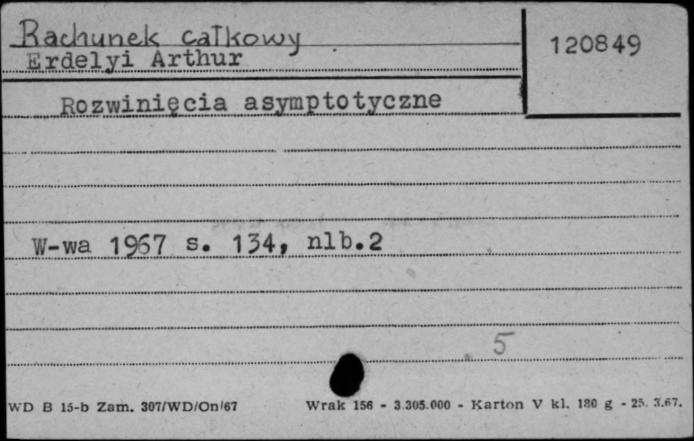 Rachunek całkowy
120849
Erdelyi Arthur
Rozwinięcia asymptotyczne
W-wa 1967 s. 134, nlb.2
5
WD B 15-b Zam. 307/WD/On/67 Wrak 156 - 3.305.000 - Karton V kl. 180 g - 25. 3.67.